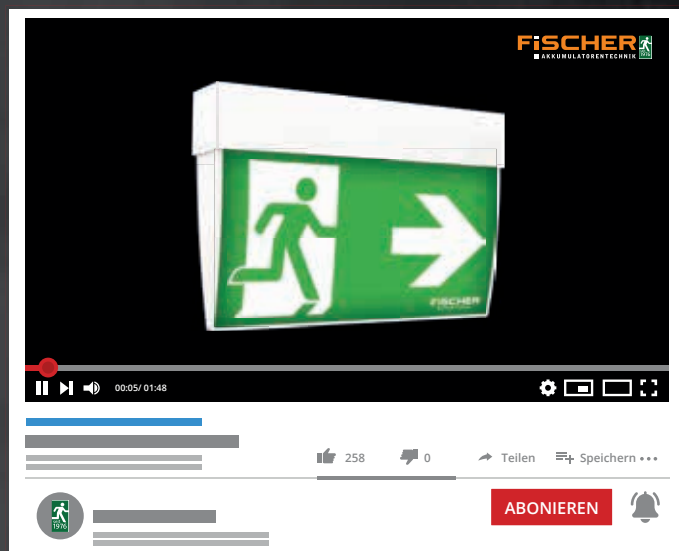 FiSCHER
AKKUMULATORENTECHNIK
FISCHER
00:05/ 01:48
258
0
Teilen
Speichern
ABONIEREN
1976